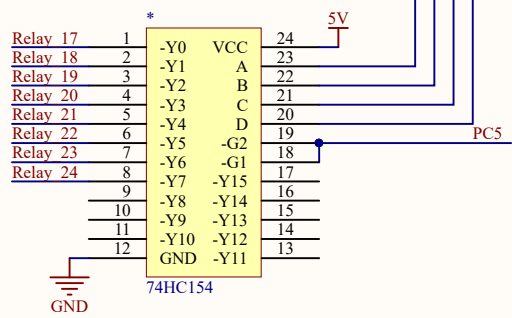 *
5V
Relay 17 1 -Y0 VCC 24
Relay 18 2 -Y1 A 23
Relay 19 3 -Y2 B 22
Relay 20 4 -Y3 C 21
Relay 21 5 -Y4 D 20
Relay 22 6 -Y5 -G2 19 PC5
Relay 23 7 -Y6 -G1 18
Relay 24 8 -Y7 -Y15 17
9 -Y8 -Y14 16
10 -Y9 -Y13 15
11 -Y10 -Y12 14
12 GND -Y11 13
74HC154
GND